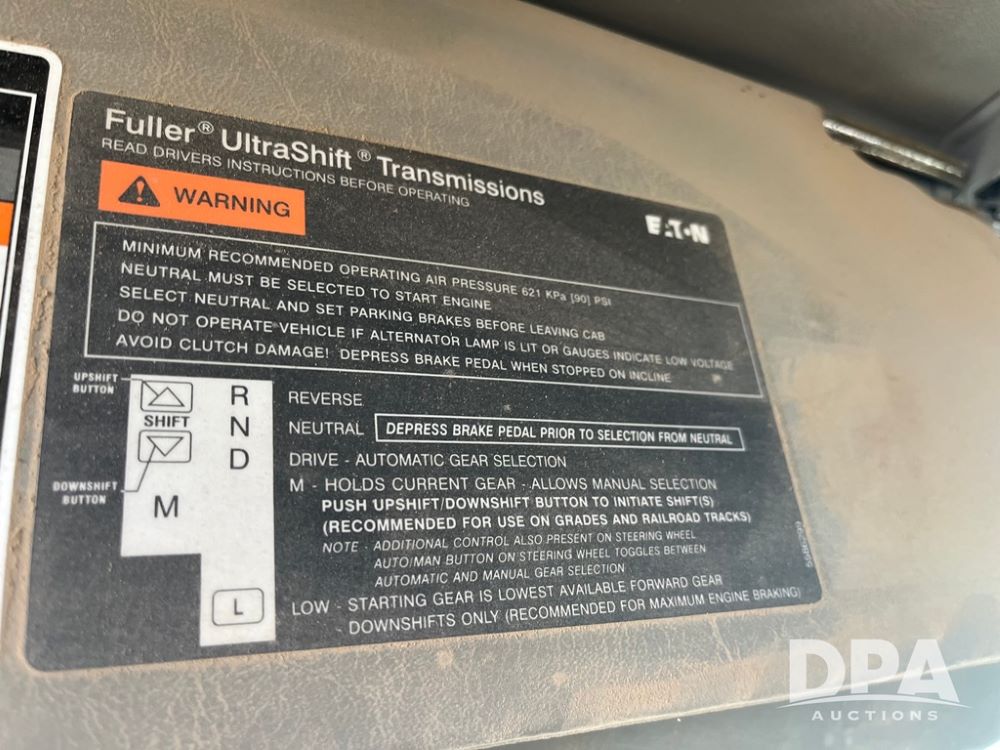 Fuller® UltraShift® Transmissions
READ DRIVERS INSTRUCTIONS BEFORE OPERATING
WARNING
EATON
MINIMUM RECOMMENDED OPERATING AIR PRESSURE 621 KPa [90] PSI
NEUTRAL MUST BE SELECTED TO START ENGINE
SELECT NEUTRAL AND SET PARKING BRAKES BEFORE LEAVING CAB
DO NOT OPERATE VEHICLE IF ALTERNATOR LAMP IS LIT OR GAUGES INDICATE LOW VOLTAGE
AVOID CLUTCH DAMAGE! DEPRESS BRAKE PEDAL WHEN STOPPED ON INCLINE
UPSHIFT
BUTTON
SHIFT
DOWNSHIFT
BUTTON
M
R
N
D
L
REVERSE
NEUTRAL DEPRESS BRAKE PEDAL PRIOR TO SELECTION FROM NEUTRAL
DRIVE - AUTOMATIC GEAR SELECTION
M - HOLDS CURRENT GEAR - ALLOWS MANUAL SELECTION
PUSH UPSHIFT/DOWNSHIFT BUTTON TO INITIATE SHIFT(S)
(RECOMMENDED FOR USE ON GRADES AND RAILROAD TRACKS)
NOTE - ADDITIONAL CONTROL ALSO PRESENT ON STEERING WHEEL
AUTO/MAN BUTTON ON STEERING WHEEL TOGGLES BETWEEN
AUTOMATIC AND MANUAL GEAR SELECTION
LOW - STARTING GEAR IS LOWEST AVAILABLE FORWARD GEAR
- DOWNSHIFTS ONLY (RECOMMENDED FOR MAXIMUM ENGINE BRAKING)
DPA
AUCTIONS